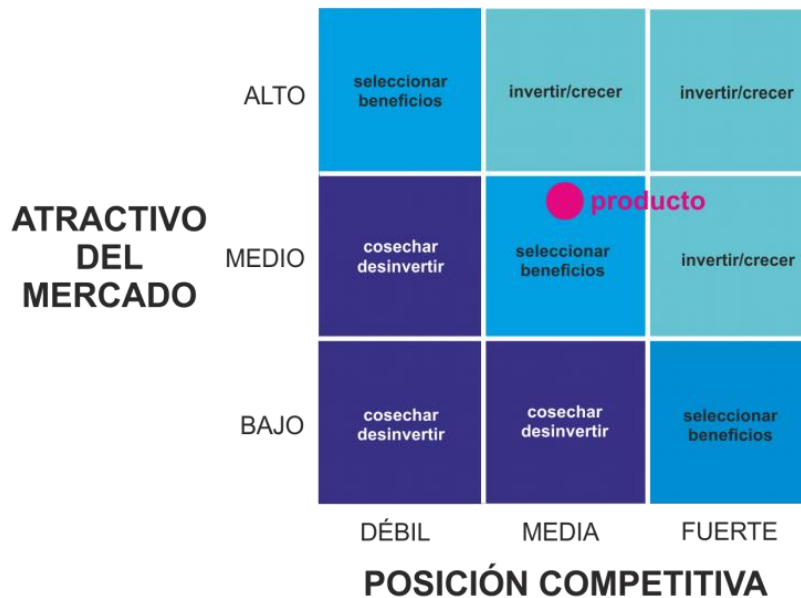 ALTO
seleccionar
beneficios
invertir/crecer
invertir/crecer
ATRACTIVO
DEL
MERCADO
MEDIO
cosechar
desinvertir
producto
seleccionar
beneficios
invertir/crecer
BAJO
cosechar
desinvertir
cosechar
desinvertir
seleccionar
beneficios
DÉBIL
MEDIA
FUERTE
POSICIÓN COMPETITIVA